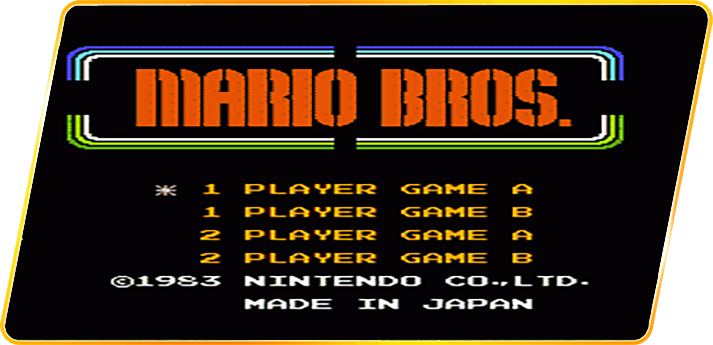 MARIO BROS.
* 1 PLAYER GAME A
1 PLAYER GAME B
2 PLAYER GAME A
2 PLAYER GAME B
©1983 NINTENDO CO.,LTD.
MADE IN JAPAN